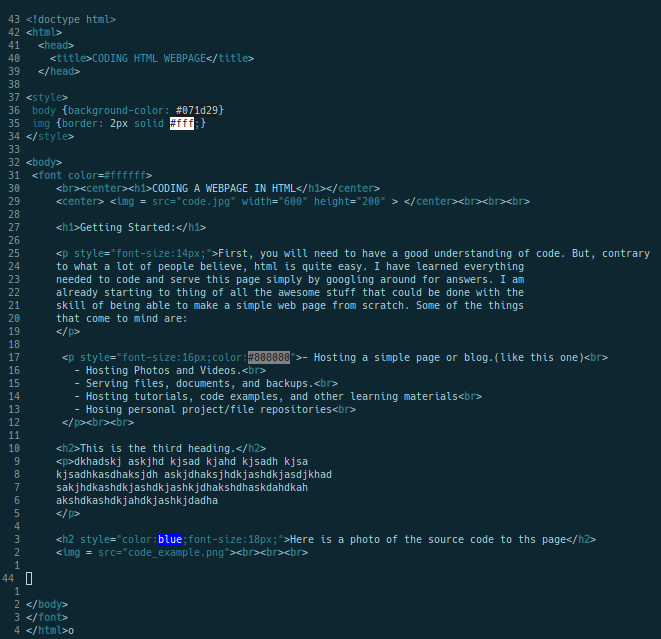 43 <!doctype html>
42 <html>
41   <head>
40     <title>CODING HTML WEBPAGE</title>
39   </head>
38
37 <style>
36  body {background-color: #071d29}
35  img {border: 2px solid #fff;}
34 </style>
33
32 <body>
31  <font color=#ffffff>
30      <br><center><h1>CODING A WEBPAGE IN HTML</h1></center>
29      <center> <img = src="code.jpg" width="600" height="200" > </center><br><br><br>
28
27      <h1>Getting Started:</h1>
26
25      <p style="font-size:14px;">First, you will need to have a good understanding of code. But, contrary
24      to what a lot of people believe, html is quite easy. I have learned everything
23      needed to code and serve this page simply by googling around for answers. I am
22      already starting to thing of all the awesome stuff that could be done with the
21      skill of being able to make a simple web page from scratch. Some of the things
20      that come to mind are:
19      </p>
18
17       <p style="font-size:16px;color:#808080">- Hosting a simple page or blog.(like this one)<br>
16         - Hosting Photos and Videos.<br>
15         - Serving files, documents, and backups.<br>
14         - Hosting tutorials, code examples, and other learning materials<br>
13         - Hosing personal project/file repositories<br>
12       </p><br><br>
11
10      <h2>This is the third heading.</h2>
9      <p>dkhadskj askjhd kjsad kjahd kjsadh kjsa
8      kjsadhkasdhaksjdh askjdhaksjhdkjashdkjasdjkhad
7      sakjhdkashdkjashdkjashkjdhakshdhaskdahdkah
6      akshdkashdkjahdkjashkjdadha
5      </p>
4
3      <h2 style="color:blue;font-size:18px;">Here is a photo of the source code to ths page</h2>
2      <img = src="code_example.png"><br><br><br>
1
44
1
2 </body>
3 </font>
4 </html>o